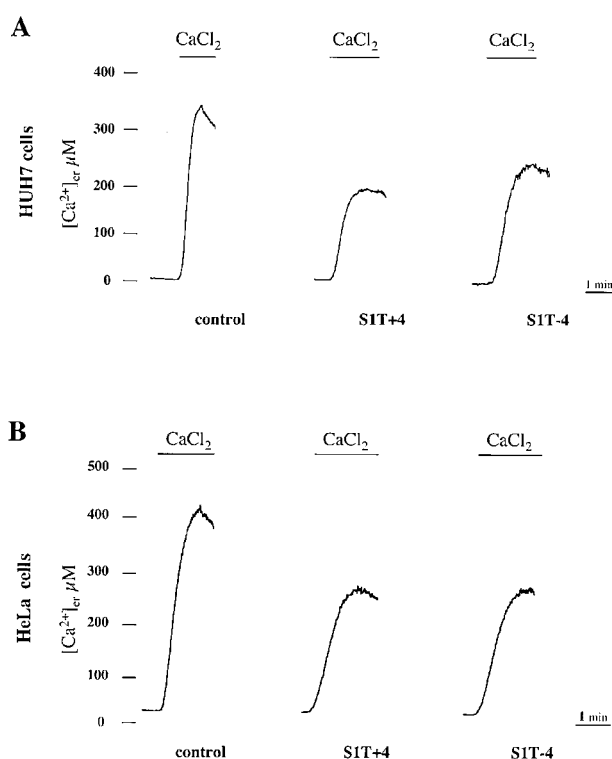 A
CaCl₂ CaCl₂ CaCl₂
400
300
200
100
0
HUH7 cells
[Ca²⁺]er µM
1 min
control S1T+4 S1T-4
B
CaCl₂ CaCl₂ CaCl₂
500
400
300
200
100
0
HeLa cells
[Ca²⁺]er µM
1 min
control S1T+4 S1T-4